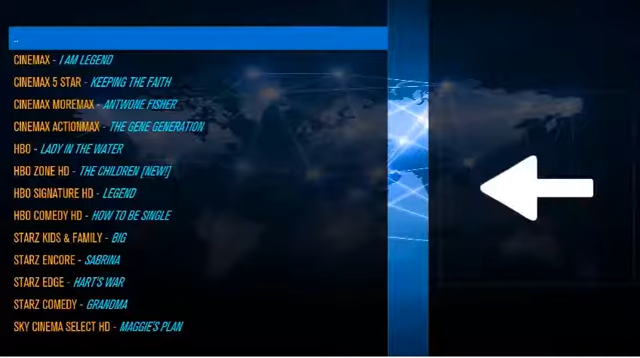 ..
CINEMAX - I AM LEGEND
CINEMAX 5 STAR - KEEPING THE FAITH
CINEMAX MOREMAX - ANTWONE FISHER
CINEMAX ACTIONMAX - THE GENE GENERATION
HBO - LADY IN THE WATER
HBO ZONE HD - THE CHILDREN [NEW!]
HBO SIGNATURE HD - LEGEND
HBO COMEDY HD - HOW TO BE SINGLE
STARZ KIDS & FAMILY - BIG
STARZ ENCORE - SABRINA
STARZ EDGE - HART'S WAR
STARZ COMEDY - GRANDMA
SKY CINEMA SELECT HD - MAGGIE'S PLAN